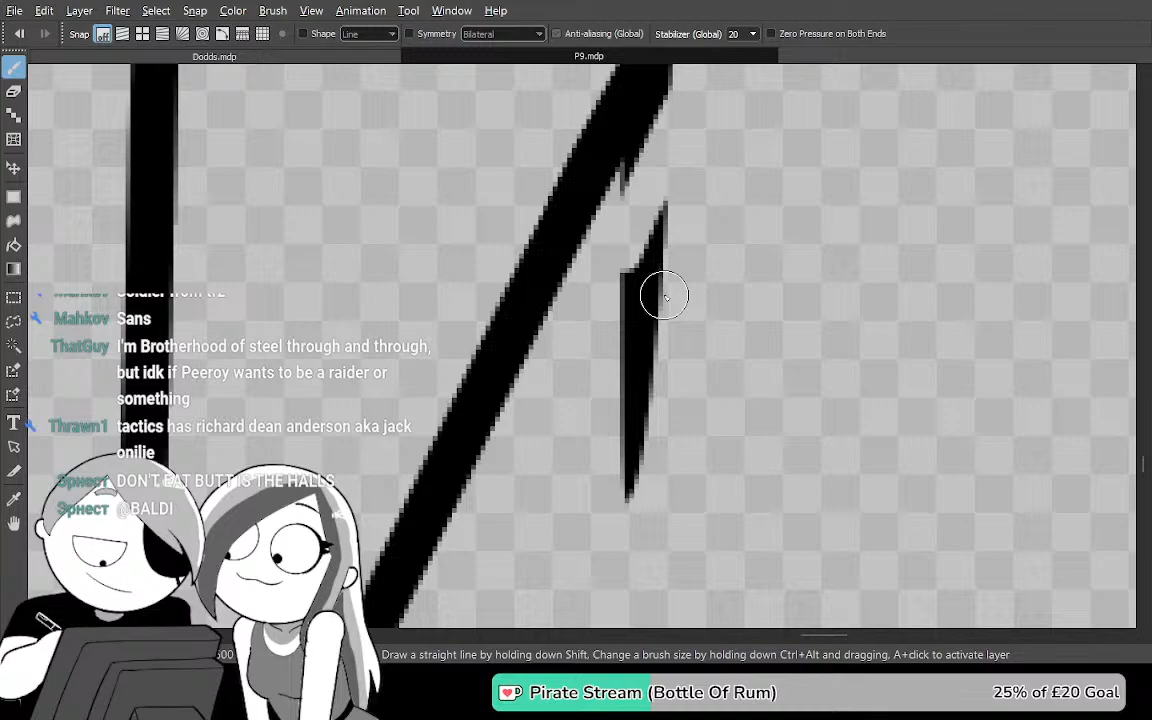 File Edit Layer Filter Select Snap Color Brush View Animation Tool Window Help
Snap off Shape Line Symmetry Bilateral Anti-aliasing (Global) Stabilizer (Global) 20 Zero Pressure on Both Ends
Dodds.mdp P9.mdp
Mahkov Sans
ThatGuy I'm Brotherhood of steel through and through,
but idk if Peeroy wants to be a raider or
something
Thrawn1 tactics has richard dean anderson aka jack
onilie
Эрнест DON'T EAT BUTT IS THE HALLS
Эрнест @BALDI
Draw a straight line by holding down Shift, Change a brush size by holding down Ctrl+Alt and dragging, A+click to activate layer
Pirate Stream (Bottle Of Rum) 25% of £20 Goal